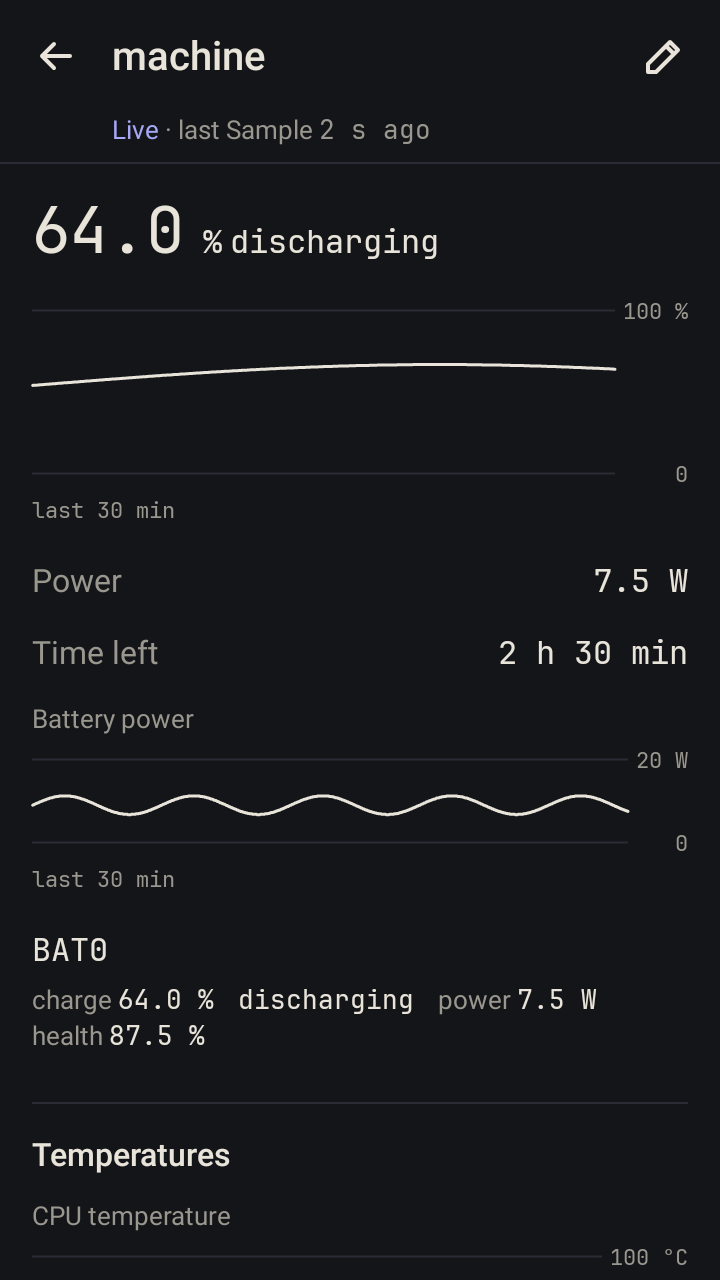 machine
Live · last Sample 2 s ago
64.0 % discharging
100 %
0
last 30 min
Power 7.5 W
Time left 2 h 30 min
Battery power
20 W
0
last 30 min
BAT0
charge 64.0 % discharging power 7.5 W
health 87.5 %
Temperatures
CPU temperature
100 °C